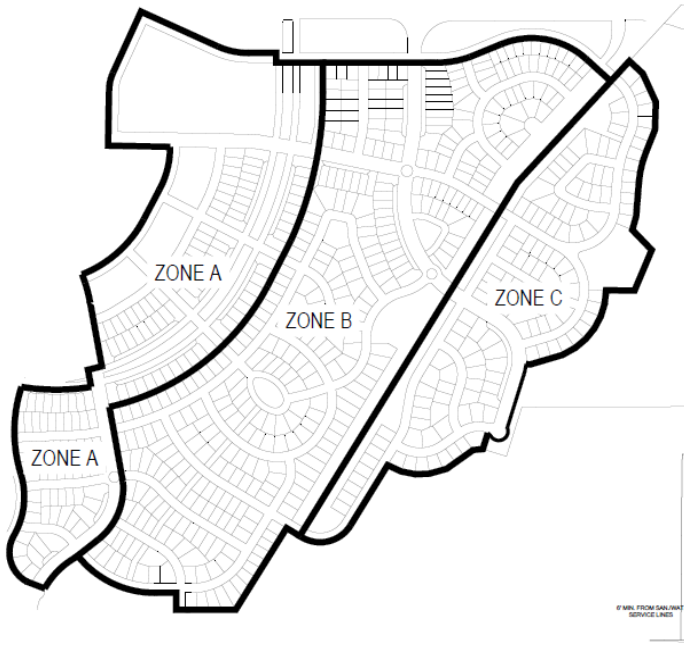 ZONE A
ZONE C
ZONE B
ZONE A
6' MIN. FROM SAN./WAT
SERVICE LINES